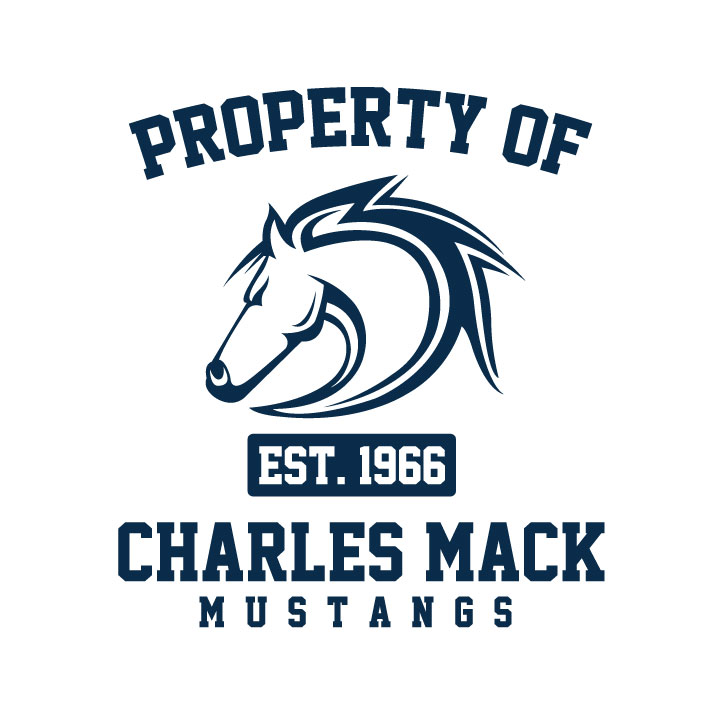 PROPERTY OF
EST. 1966
CHARLES MACK
MUSTANGS